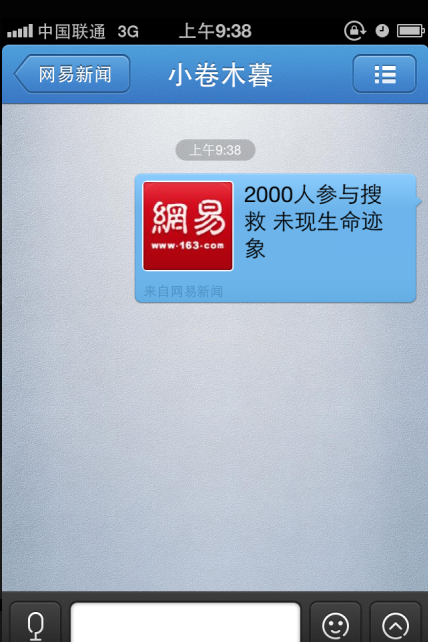 中国联通 3G 上午9:38
网易新闻 小卷木暮
上午9:38
2000人参与搜
救 未现生命迹
象
網易
www.163.com
来自网易新闻